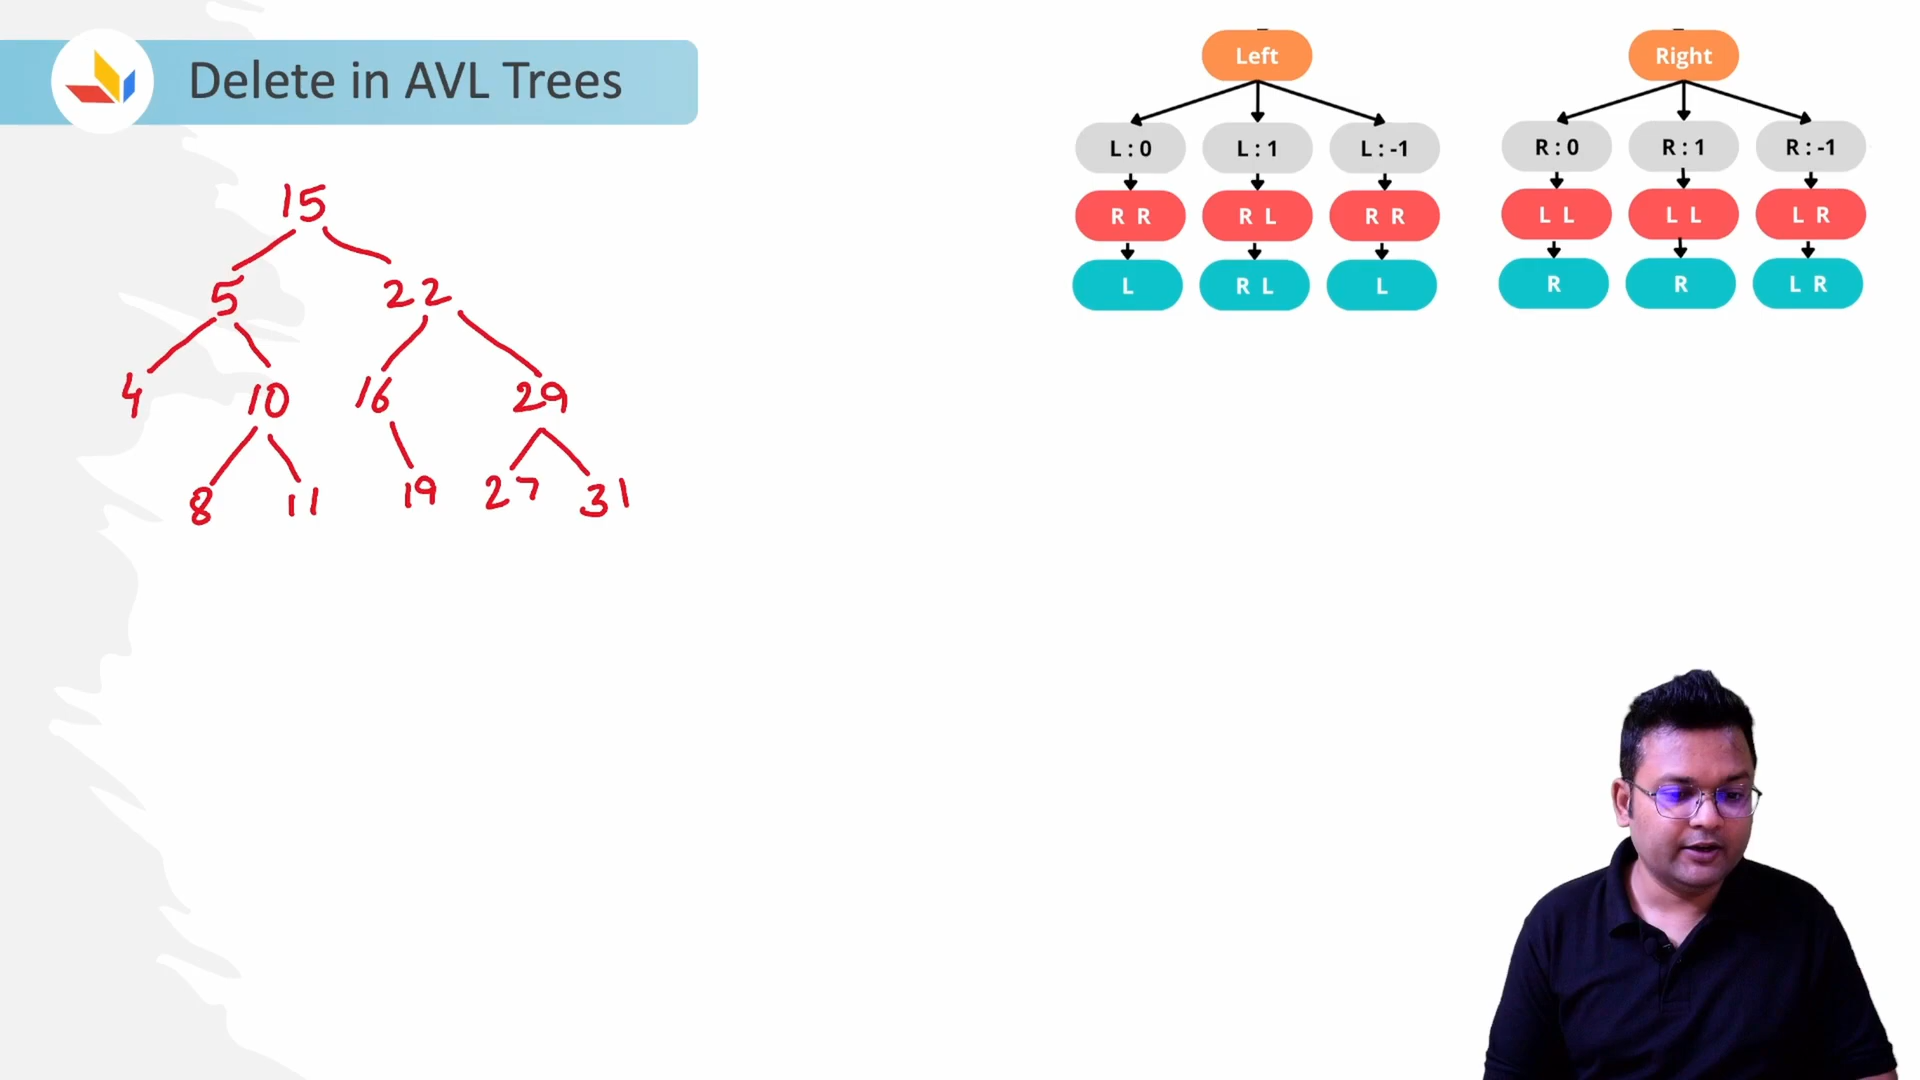 Delete in AVL Trees
Left
L : 0 L : 1 L : -1
R R R L R R
L R L L
Right
R : 0 R : 1 R : -1
L L L L L R
R R L R
15
5 22
4 10 16 29
8 11 19 27 31